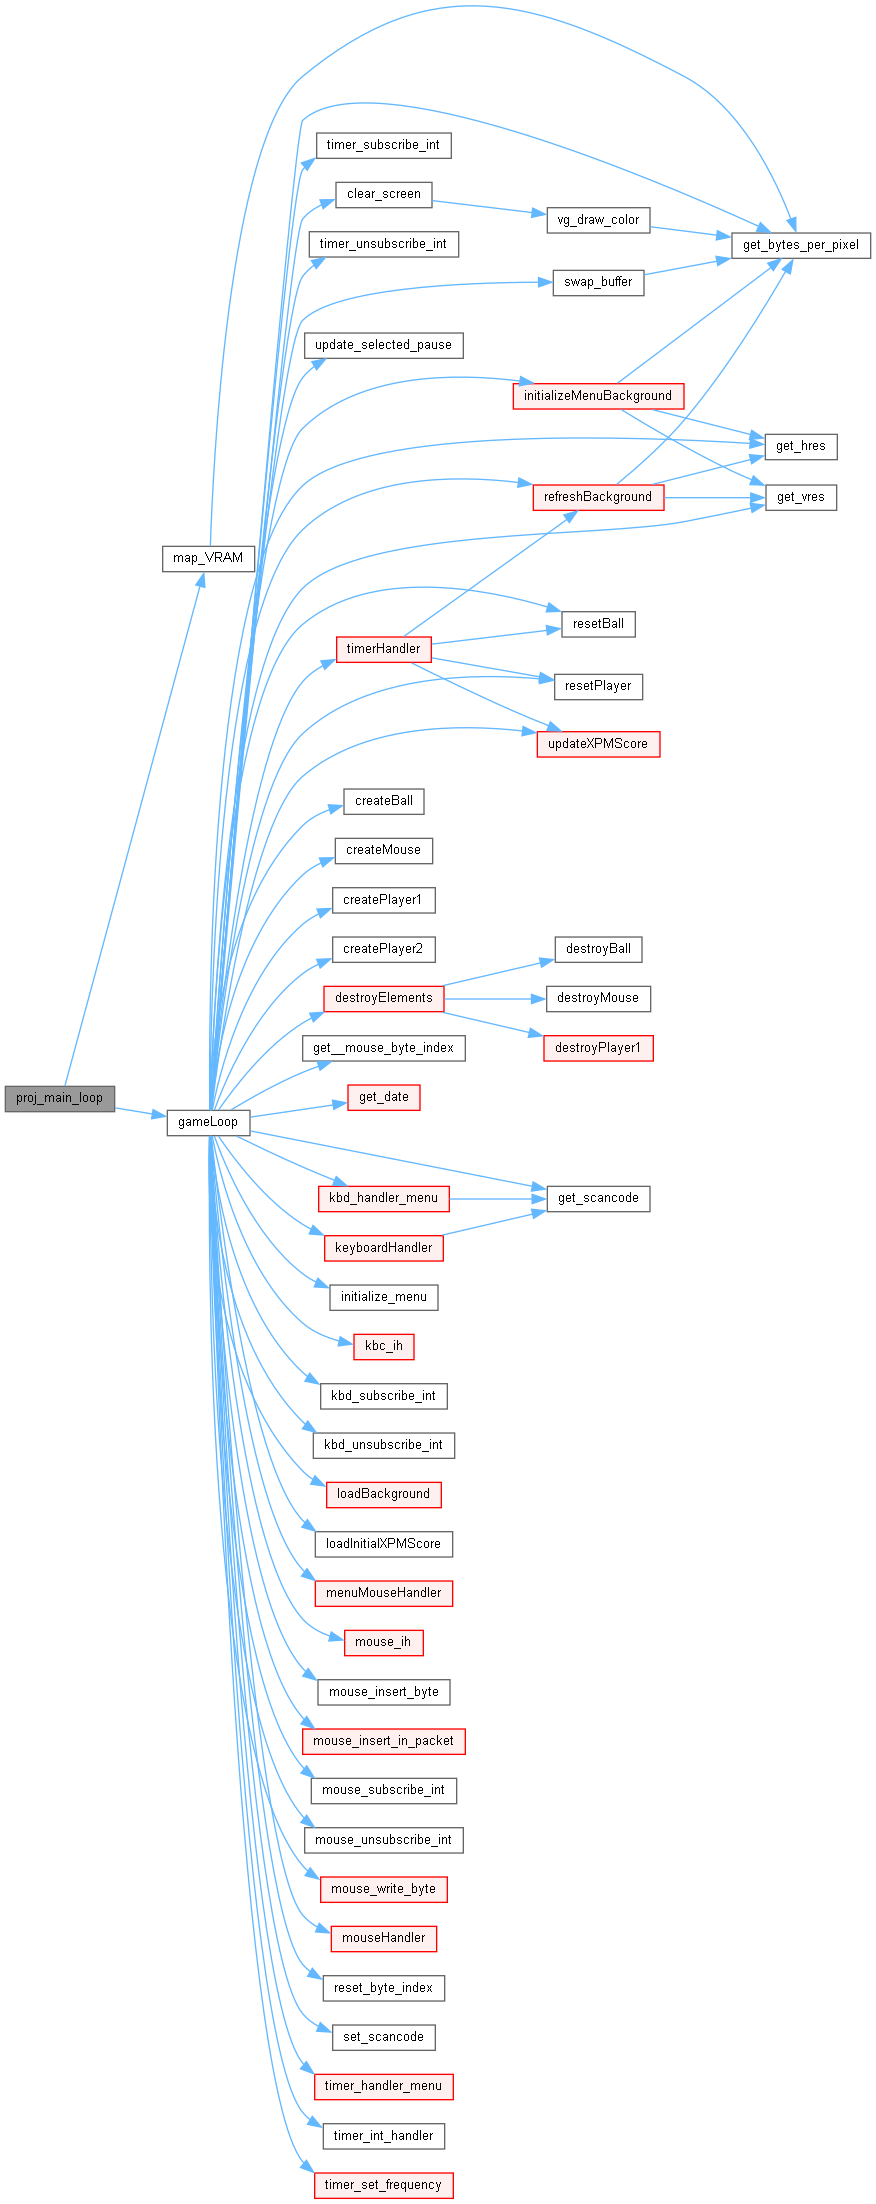 timer_subscribe_int
clear_screen
vg_draw_color
timer_unsubscribe_int
get_bytes_per_pixel
swap_buffer
update_selected_pause
initializeMenuBackground
get_hres
refreshBackground
get_vres
map_VRAM
resetBall
timerHandler
resetPlayer
updateXPMScore
createBall
createMouse
createPlayer1
createPlayer2
destroyBall
destroyElements
destroyMouse
get__mouse_byte_index
destroyPlayer1
proj_main_loop
get_date
gameLoop
kbd_handler_menu
get_scancode
keyboardHandler
initialize_menu
kbc_ih
kbd_subscribe_int
kbd_unsubscribe_int
loadBackground
loadInitialXPMScore
menuMouseHandler
mouse_ih
mouse_insert_byte
mouse_insert_in_packet
mouse_subscribe_int
mouse_unsubscribe_int
mouse_write_byte
mouseHandler
reset_byte_index
set_scancode
timer_handler_menu
timer_int_handler
timer_set_frequency